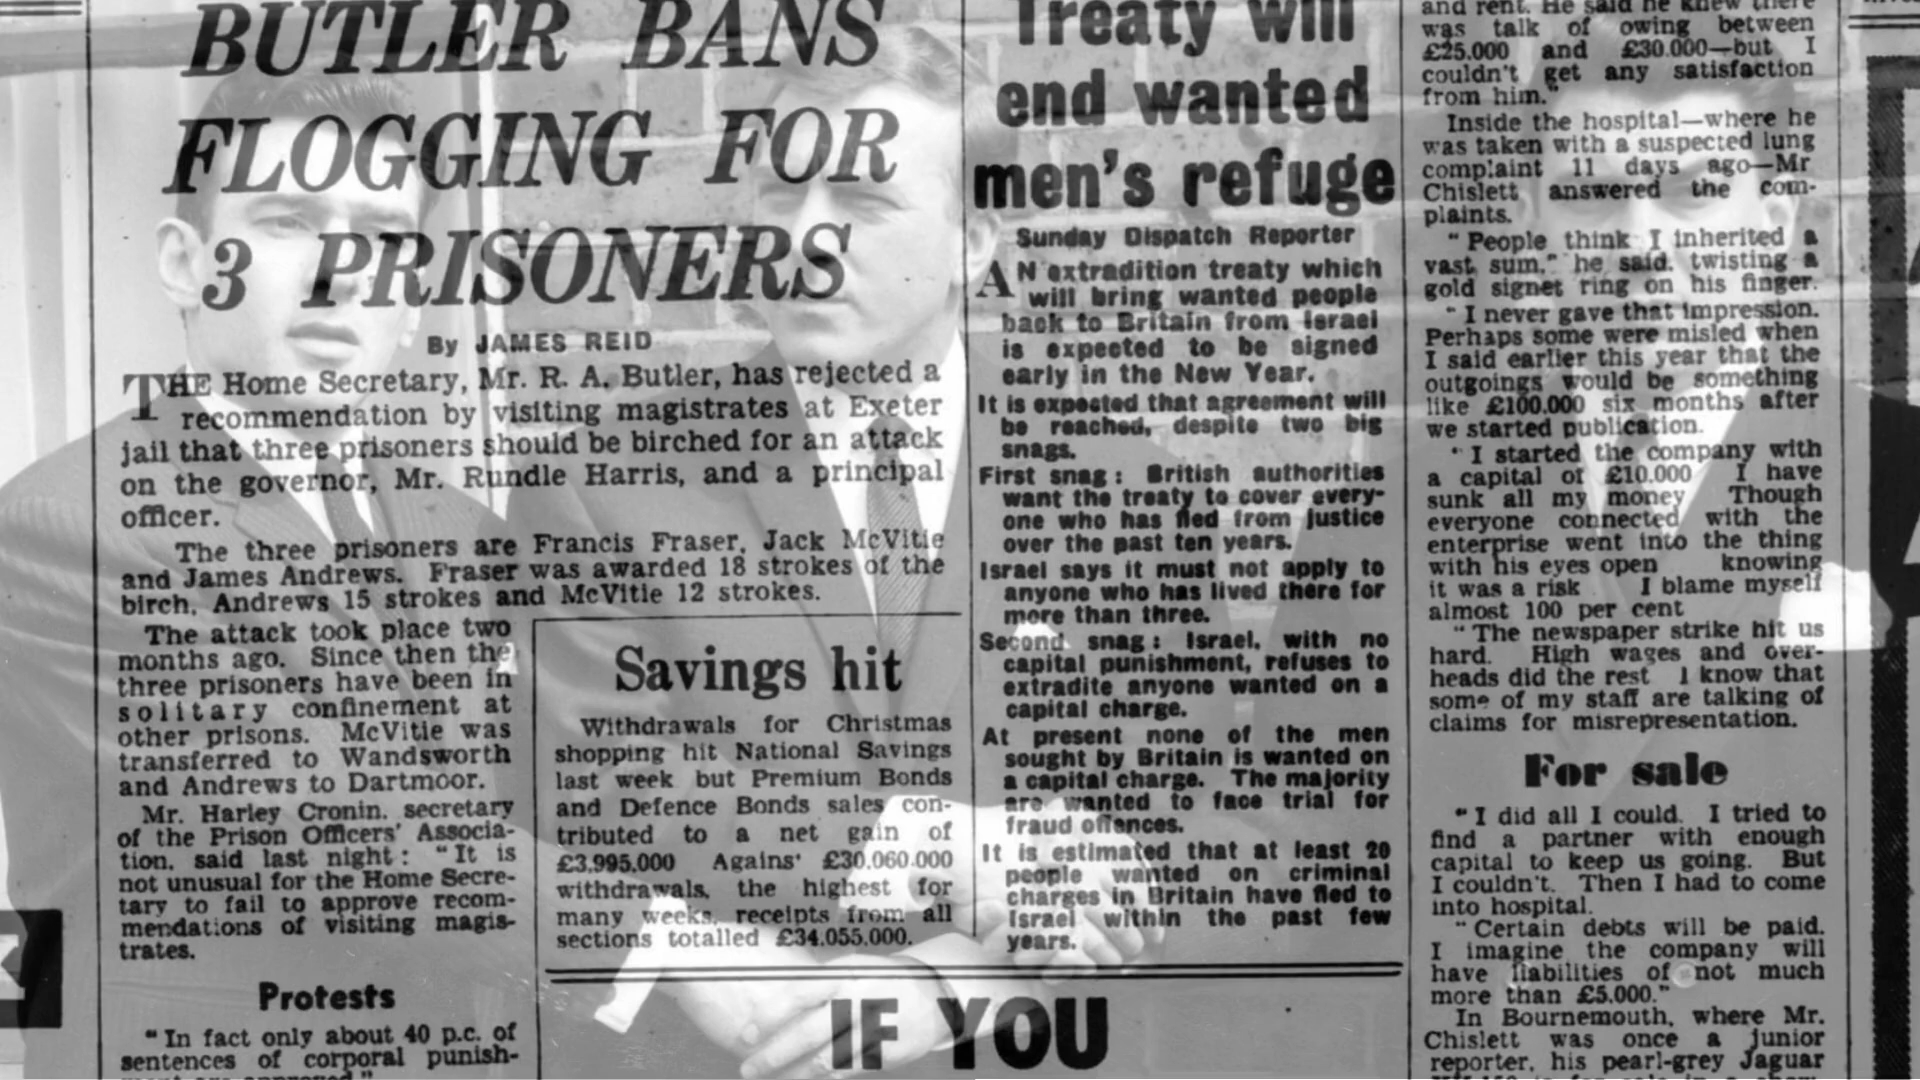 BUTLER BANS
FLOGGING FOR
3 PRISONERS
By JAMES REID
THE Home Secretary, Mr. R. A. Butler, has rejected a
recommendation by visiting magistrates at Exeter
jail that three prisoners should be birched for an attack
on the governor, Mr. Rundle Harris, and a principal
officer.
The three prisoners are Francis Fraser, Jack McVitie
and James Andrews. Fraser was awarded 18 strokes of the
birch, Andrews 15 strokes and McVitie 12 strokes.
The attack took place two
months ago. Since then the
three prisoners have been in
solitary confinement at
other prisons. McVitie was
transferred to Wandsworth
and Andrews to Dartmoor.
Mr. Harley Cronin, secretary
of the Prison Officers' Associa-
tion, said last night: "It is
not unusual for the Home Secre-
tary to fail to approve recom-
mendations of visiting magis-
trates.
Protests
"In fact only about 40 p.c. of
sentences of corporal punish-
Savings hit
Withdrawals for Christmas
shopping hit National Savings
last week but Premium Bonds
and Defence Bonds sales con-
tributed to a net gain of
£3.995.000 Agains' £30.060.000
withdrawals, the highest for
many weeks, receipts from all
sections totalled £34.055.000.
Treaty will
end wanted
men's refuge
Sunday Dispatch Reporter
AN extradition treaty which
will bring wanted people
back to Britain from Israel
is expected to be signed
early in the New Year.
It is expected that agreement will
be reached, despite two big
snags.
First snag: British authorities
want the treaty to cover every-
one who has fled from justice
over the past ten years.
Israel says it must not apply to
anyone who has lived there for
more than three.
Second snag: Israel, with no
capital punishment, refuses to
extradite anyone wanted on a
capital charge.
At present none of the men
sought by Britain is wanted on
a capital charge. The majority
are wanted to face trial for
fraud offences.
It is estimated that at least 20
people wanted on criminal
charges in Britain have fled to
Israel within the past few
years.
IF YOU
and rent. He said he knew there
was talk of owing between
£25.000 and £30.000—but I
couldn't get any satisfaction
from him."
Inside the hospital—where he
was taken with a suspected lung
complaint 11 days ago—Mr
Chislett answered the com-
plaints.
"People think I inherited a
vast sum," he said, twisting a
gold signet ring on his finger.
"I never gave that impression.
Perhaps some were misled when
I said earlier this year that the
outgoings would be something
like £100.000 six months after
we started publication.
"I started the company with
a capital of £10.000 I have
sunk all my money Though
everyone connected with the
enterprise went into the thing
with his eyes open knowing
it was a risk I blame myself
almost 100 per cent
"The newspaper strike hit us
hard. High wages and over-
heads did the rest I know that
some of my staff are talking of
claims for misrepresentation.
For sale
"I did all I could. I tried to
find a partner with enough
capital to keep us going. But
I couldn't. Then I had to come
into hospital.
"Certain debts will be paid.
I imagine the company will
have liabilities of not much
more than £5.000."
In Bournemouth, where Mr.
Chislett was once a junior
reporter, his pearl-grey Jaguar